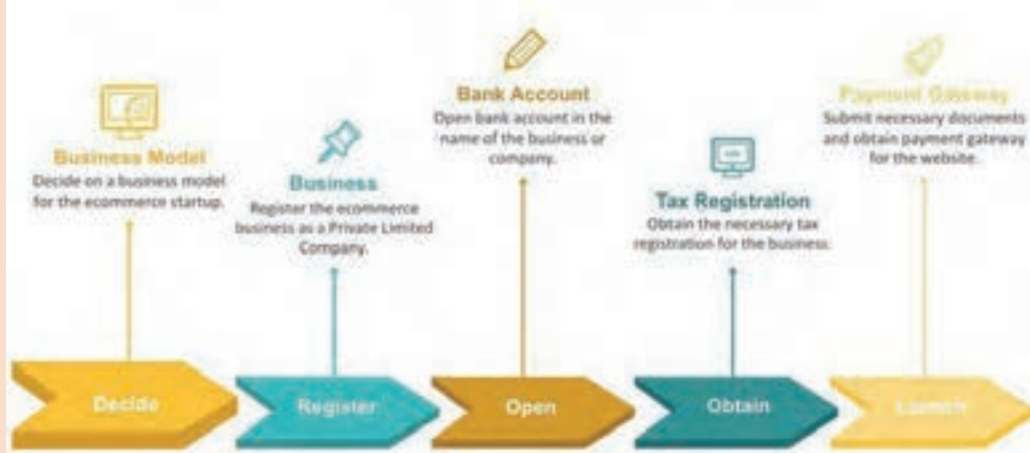 Business Model
Decide on a business model
for the ecommerce startup.
Business
Register the ecommerce
business as a Private Limited
Company.
Bank Account
Open bank account in the
name of the business or
company.
Tax Registration
Obtain the necessary tax
registration for the business.
Payment Gateway
Submit necessary documents
and obtain payment gateway
for the website.
Decide
Register
Open
Obtain
Launch